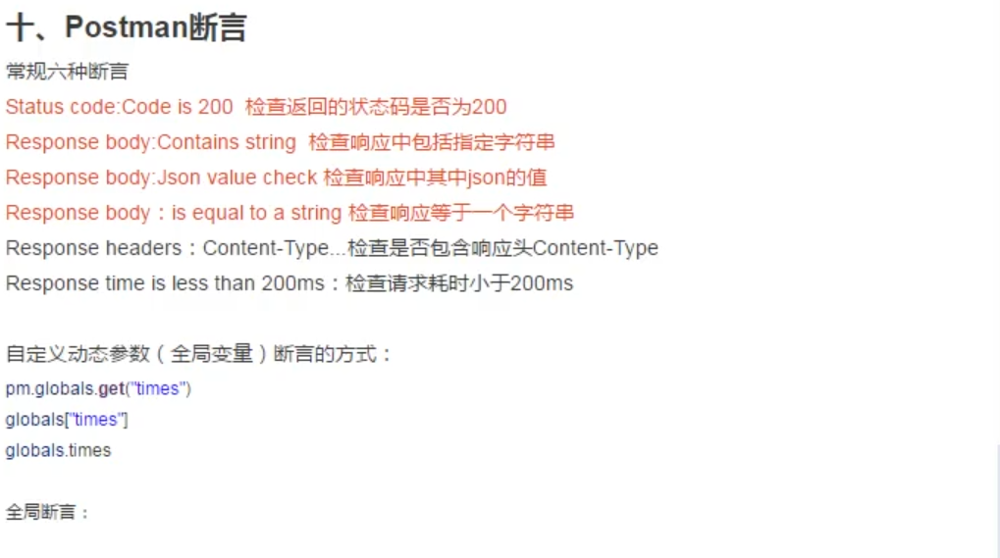 十、Postman断言
常规六种断言
Status code:Code is 200 检查返回的状态码是否为200
Response body:Contains string 检查响应中包括指定字符串
Response body:Json value check 检查响应中其中json的值
Response body：is equal to a string 检查响应等于一个字符串
Response headers：Content-Type...检查是否包含响应头Content-Type
Response time is less than 200ms：检查请求耗时小于200ms
自定义动态参数（全局变量）断言的方式：
pm.globals.get("times")
globals["times"]
globals.times
全局断言：